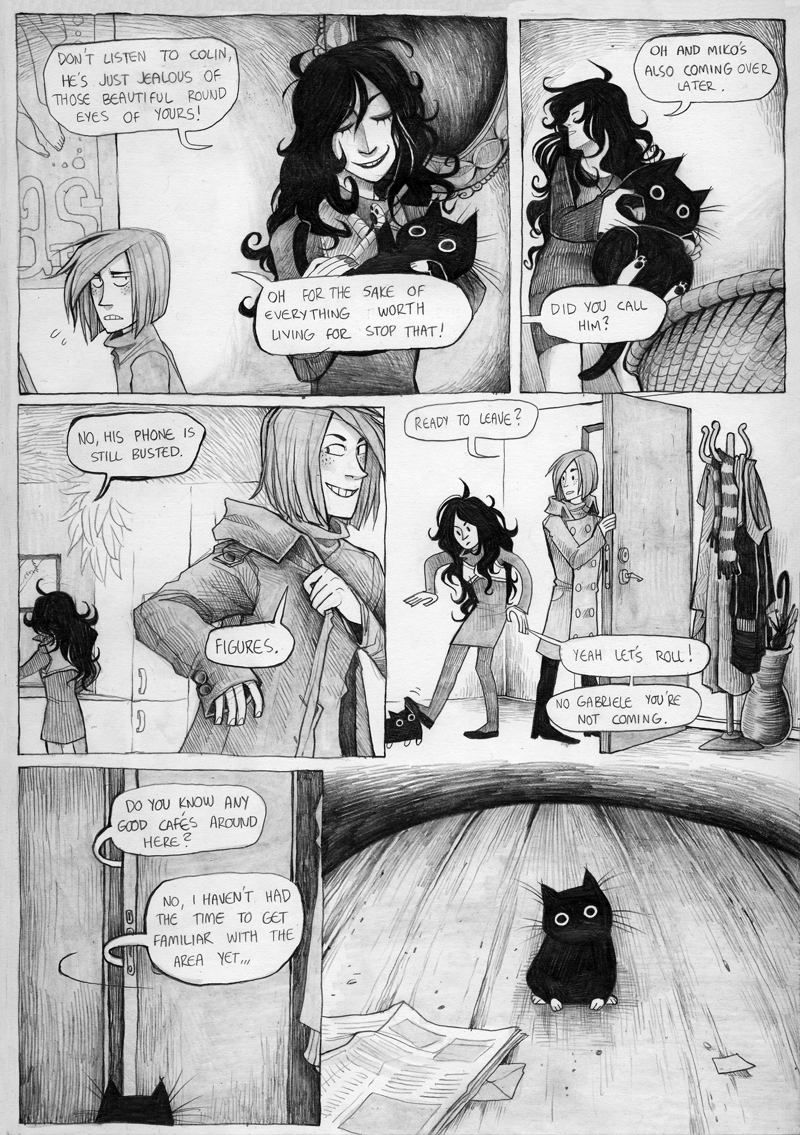 DON'T LISTEN TO COLIN,
HE'S JUST JEALOUS OF
THOSE BEAUTIFUL ROUND
EYES OF YOURS!
OH FOR THE SAKE OF
EVERYTHING WORTH
LIVING FOR STOP THAT!
OH AND MIKO'S
ALSO COMING OVER
LATER.
DID YOU CALL
HIM?
NO, HIS PHONE IS
STILL BUSTED.
FIGURES.
READY TO LEAVE?
YEAH LET'S ROLL!
NO GABRIELE YOU'RE
NOT COMING.
DO YOU KNOW ANY
GOOD CAFÉS AROUND
HERE?
NO, I HAVEN'T HAD
THE TIME TO GET
FAMILIAR WITH THE
AREA YET,,,